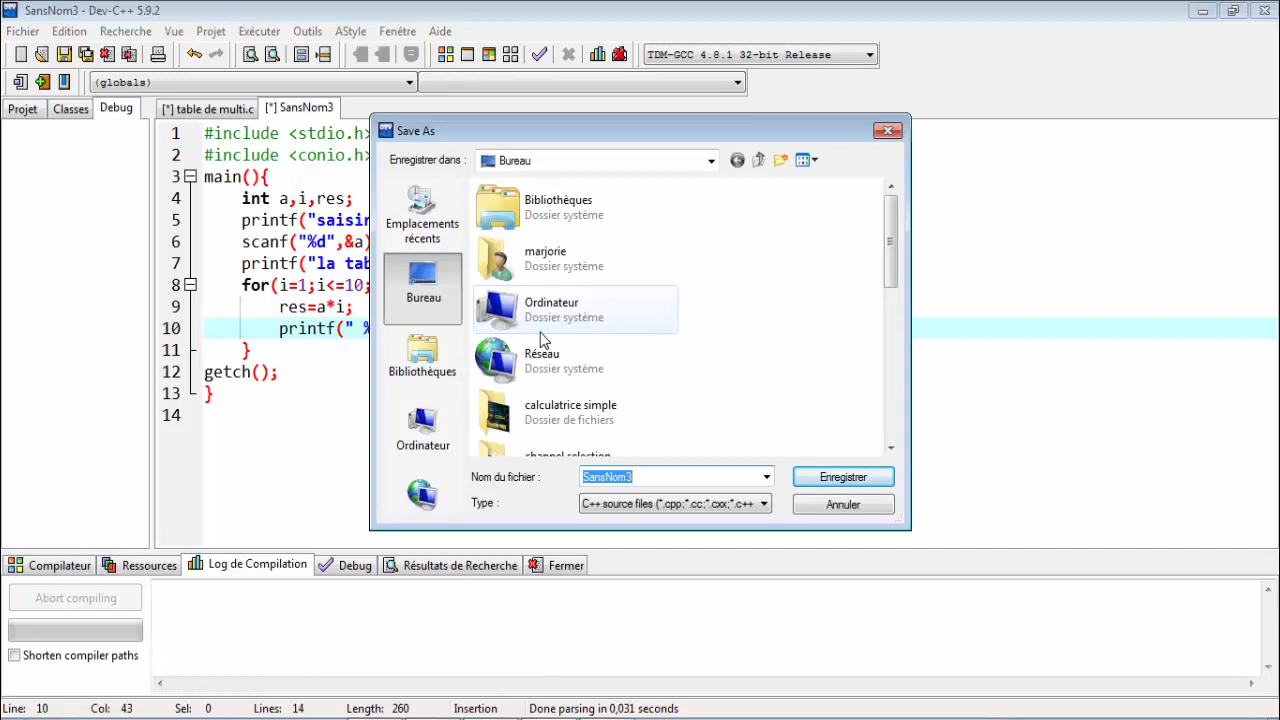 SansNom3 - Dev-C++ 5.9.2
Fichier Edition Recherche Vue Projet Exécuter Outils AStyle Fenêtre Aide
TDM-GCC 4.8.1 32-bit Release
(globals)
Projet Classes Debug [*] table de multi.c [*] SansNom3
1 #include <stdio.h>
2 #include <conio.h>
3 main(){
4 int a,i,res;
5 printf("saisir
6 scanf("%d",&a)
7 printf("la tab
8 for(i=1;i<=10;
9 res=a*i;
10 printf(" %
11 }
12 getch();
13 }
14
Save As
Enregistrer dans : Bureau
Emplacements récents
Bureau
Bibliothèques
Ordinateur
Bibliothèques
Dossier système
marjorie
Dossier système
Ordinateur
Dossier système
Réseau
Dossier système
calculatrice simple
Dossier de fichiers
channel selection
Nom du fichier : SansNom3 Enregistrer
Type : C++ source files (*.cpp;*.cc;*.cxx;*.c++ Annuler
Compilateur Ressources Log de Compilation Debug Résultats de Recherche Fermer
Abort compiling
Shorten compiler paths
Line: 10 Col: 43 Sel: 0 Lines: 14 Length: 260 Insertion Done parsing in 0,031 seconds